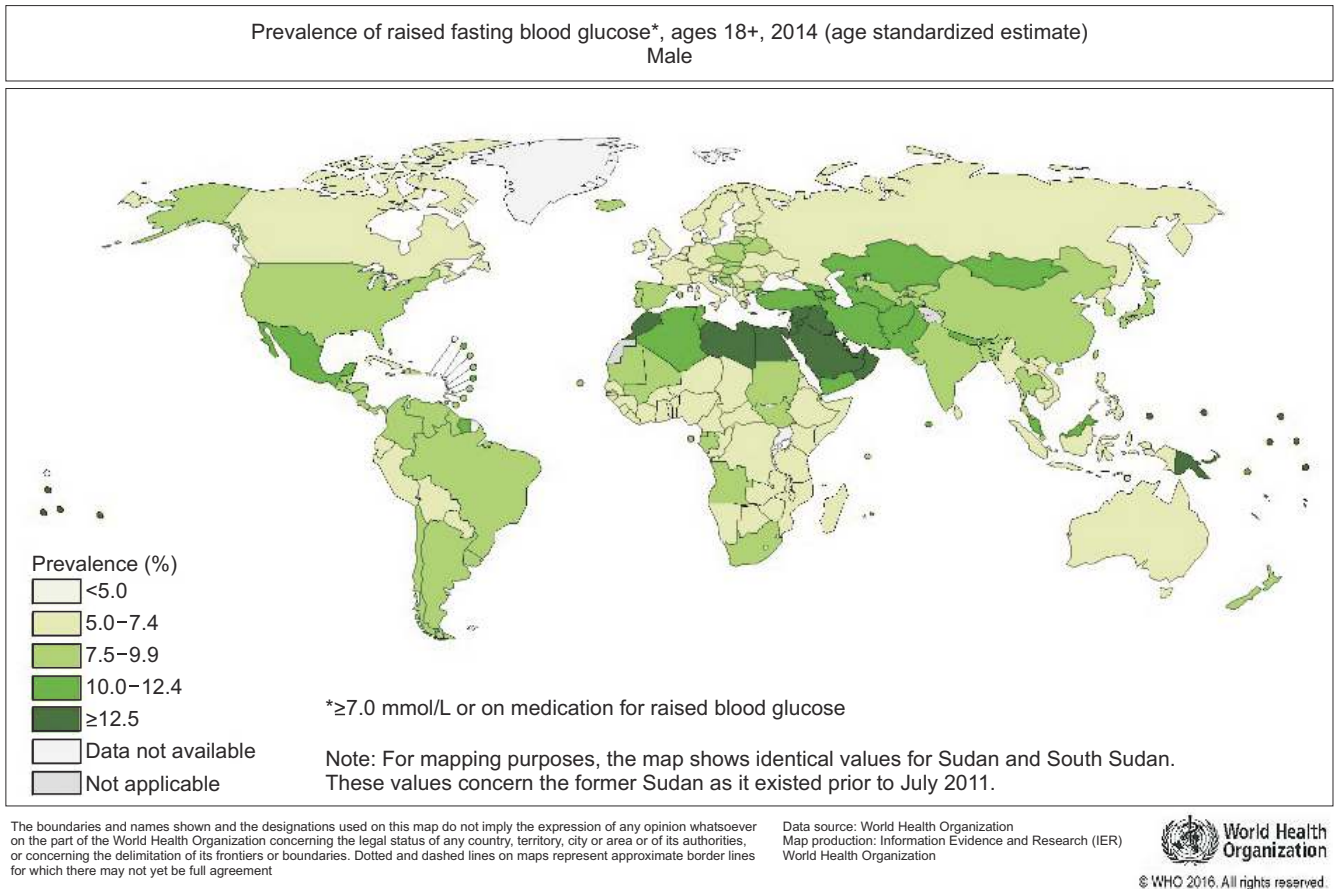 Prevalence of raised fasting blood glucose*, ages 18+, 2014 (age standardized estimate)
Male
Prevalence (%)
<5.0
5.0−7.4
7.5−9.9
10.0−12.4
≥12.5
Data not available
Not applicable
*≥7.0 mmol/L or on medication for raised blood glucose
Note: For mapping purposes, the map shows identical values for Sudan and South Sudan.
These values concern the former Sudan as it existed prior to July 2011.
The boundaries and names shown and the designations used on this map do not imply the expression of any opinion whatsoever
on the part of the World Health Organization concerning the legal status of any country, territory, city or area or of its authorities,
or concerning the delimitation of its frontiers or boundaries. Dotted and dashed lines on maps represent approximate border lines
for which there may not yet be full agreement
Data source: World Health Organization
Map production: Information Evidence and Research (IER)
World Health Organization
World Health
Organization
© WHO 2016. All rights reserved.